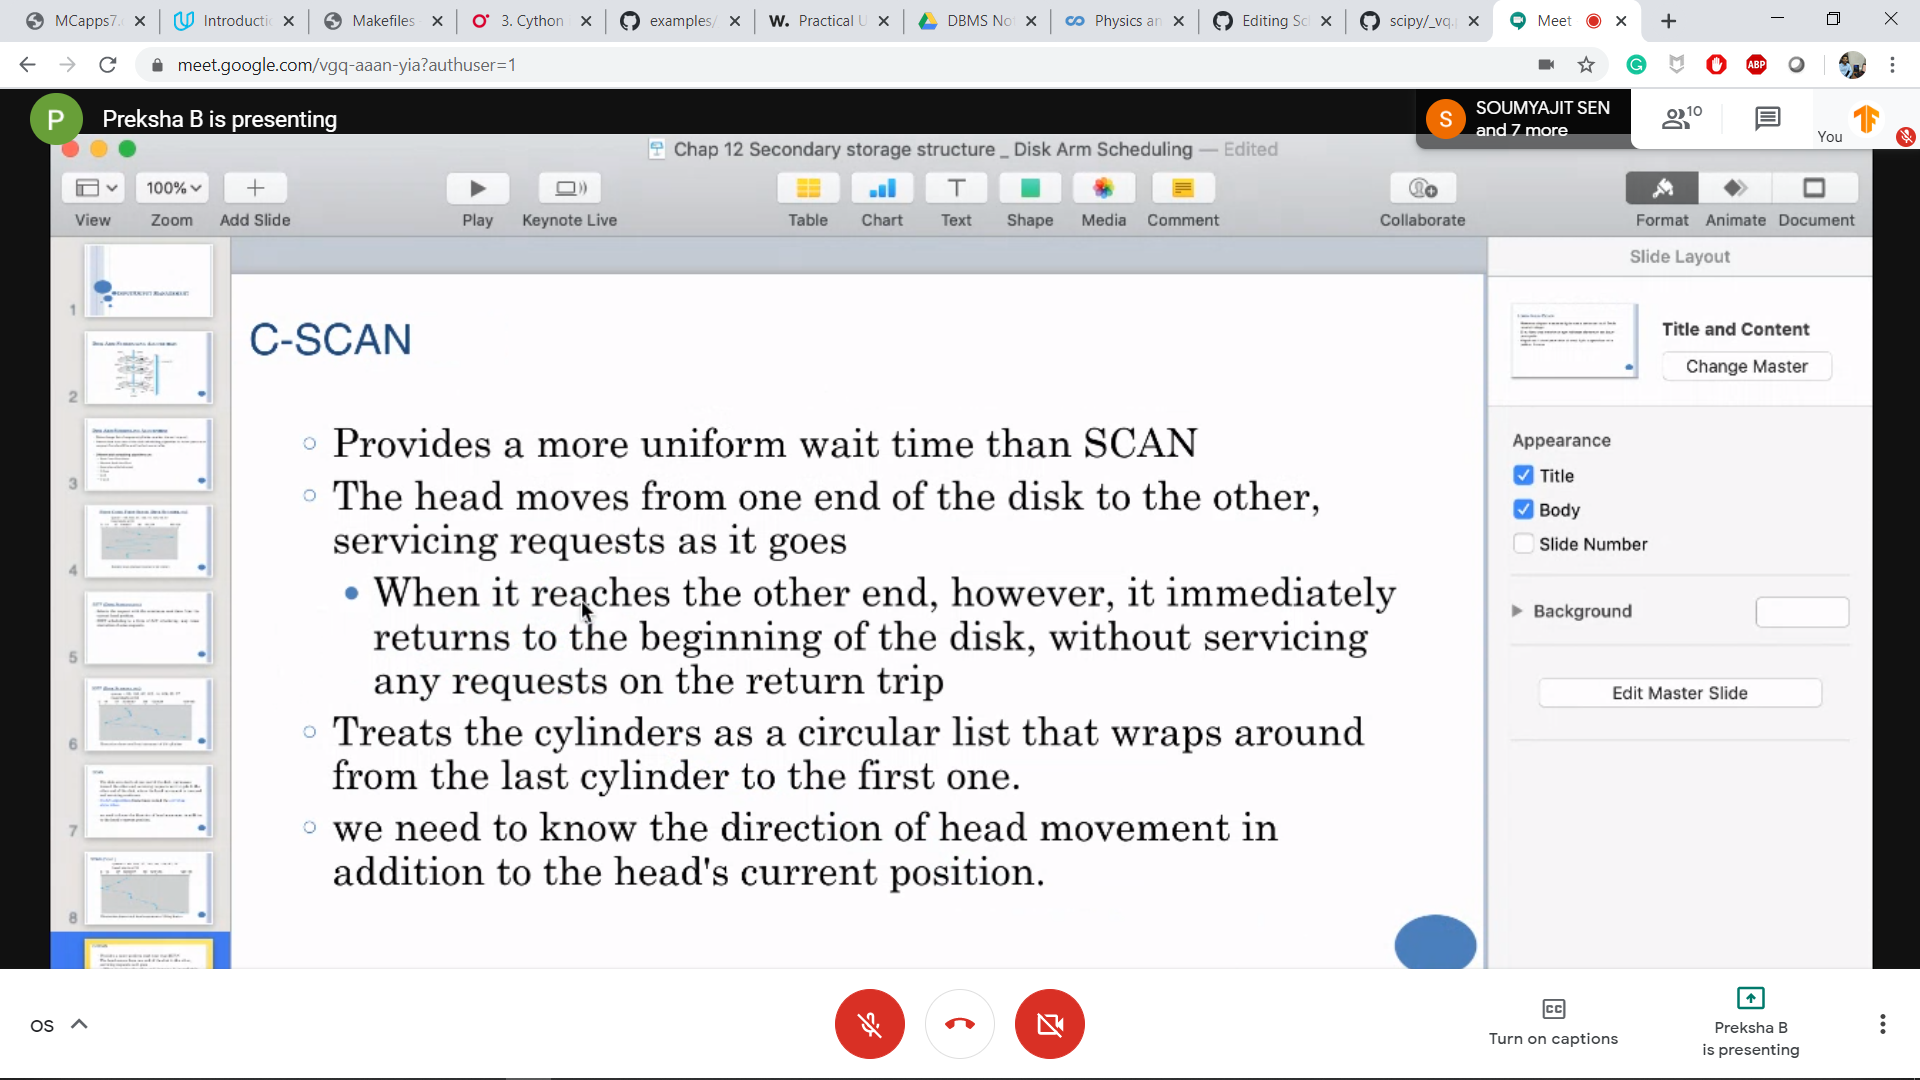 MCapps7.
Introducti
Makefiles
3. Cython
examples/
Practical U
DBMS No
Physics an
Editing Sc
scipy/_vq.
Meet
meet.google.com/vgq-aaan-yia?authuser=1
ABP
P
Preksha B is presenting
S
SOUMYAJIT SEN
and 7 more
10
You
Chap 12 Secondary storage structure _ Disk Arm Scheduling — Edited
100%
View
Zoom
Add Slide
Play
Keynote Live
Table
Chart
Text
Shape
Media
Comment
Collaborate
Format
Animate
Document
1
2
3
4
5
6
7
8
C-SCAN
Provides a more uniform wait time than SCAN
The head moves from one end of the disk to the other,
servicing requests as it goes
When it reaches the other end, however, it immediately
returns to the beginning of the disk, without servicing
any requests on the return trip
Treats the cylinders as a circular list that wraps around
from the last cylinder to the first one.
we need to know the direction of head movement in
addition to the head's current position.
Slide Layout
Title and Content
Change Master
Appearance
Title
Body
Slide Number
Background
Edit Master Slide
OS
CC
Turn on captions
Preksha B
is presenting